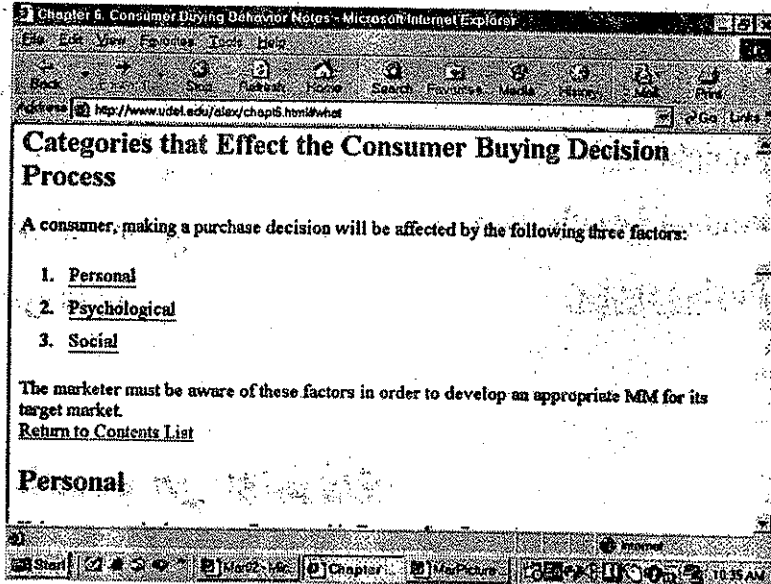 Chapter 6. Consumer Buying Behavior Notes - Microsoft Internet Explorer
File Edit View Favorites Tools Help
Back Stop Refresh Home Search Favorites Media History Mail Print
Address http://www.udel.edu/alex/chapt6.html#what Go Links
Categories that Effect the Consumer Buying Decision
Process
A consumer, making a purchase decision will be affected by the following three factors:
1. Personal
2. Psychological
3. Social
The marketer must be aware of these factors in order to develop an appropriate MM for its
target market.
Return to Contents List
Personal
Internet
Start Chapter MarPicture 10:15 AM